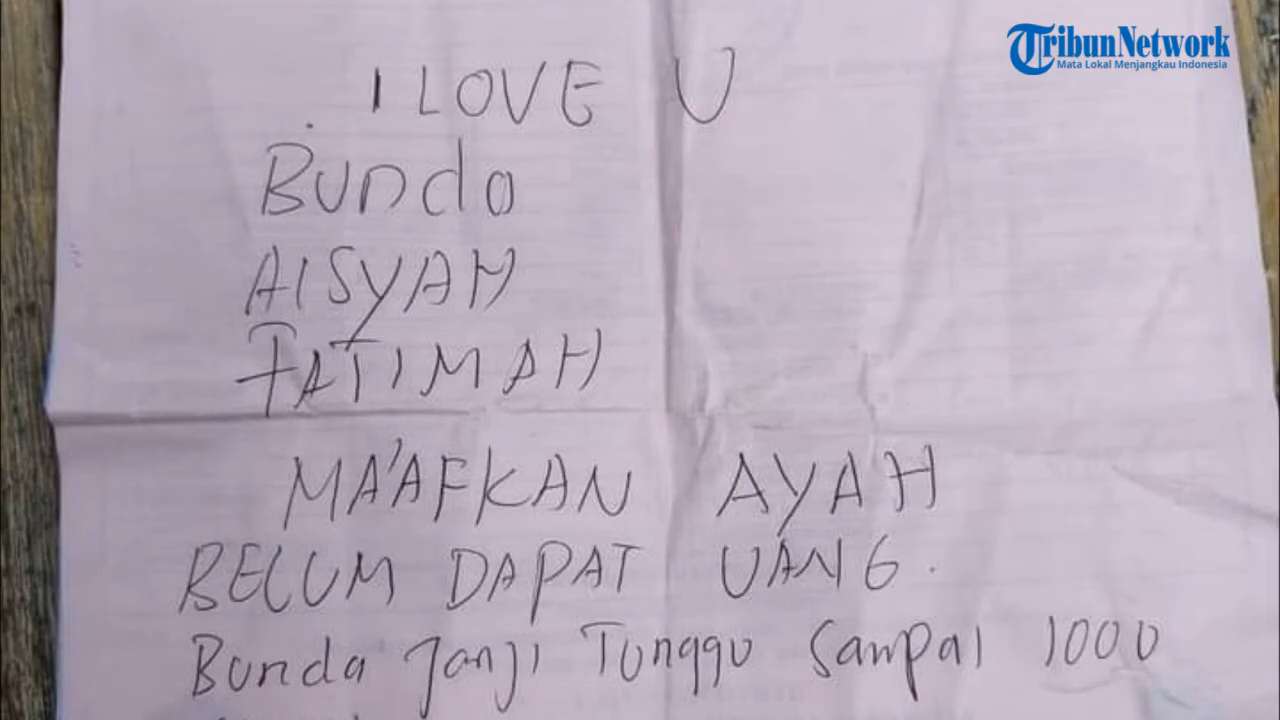 TribunNetwork
Mata Lokal Menjangkau Indonesia
I LOVE U
Bunda
AISYAH
FATIMAH
MA'AFKAN AYAH
BELUM DAPAT UANG.
Bunda Janji Tunggu Sampai 1000